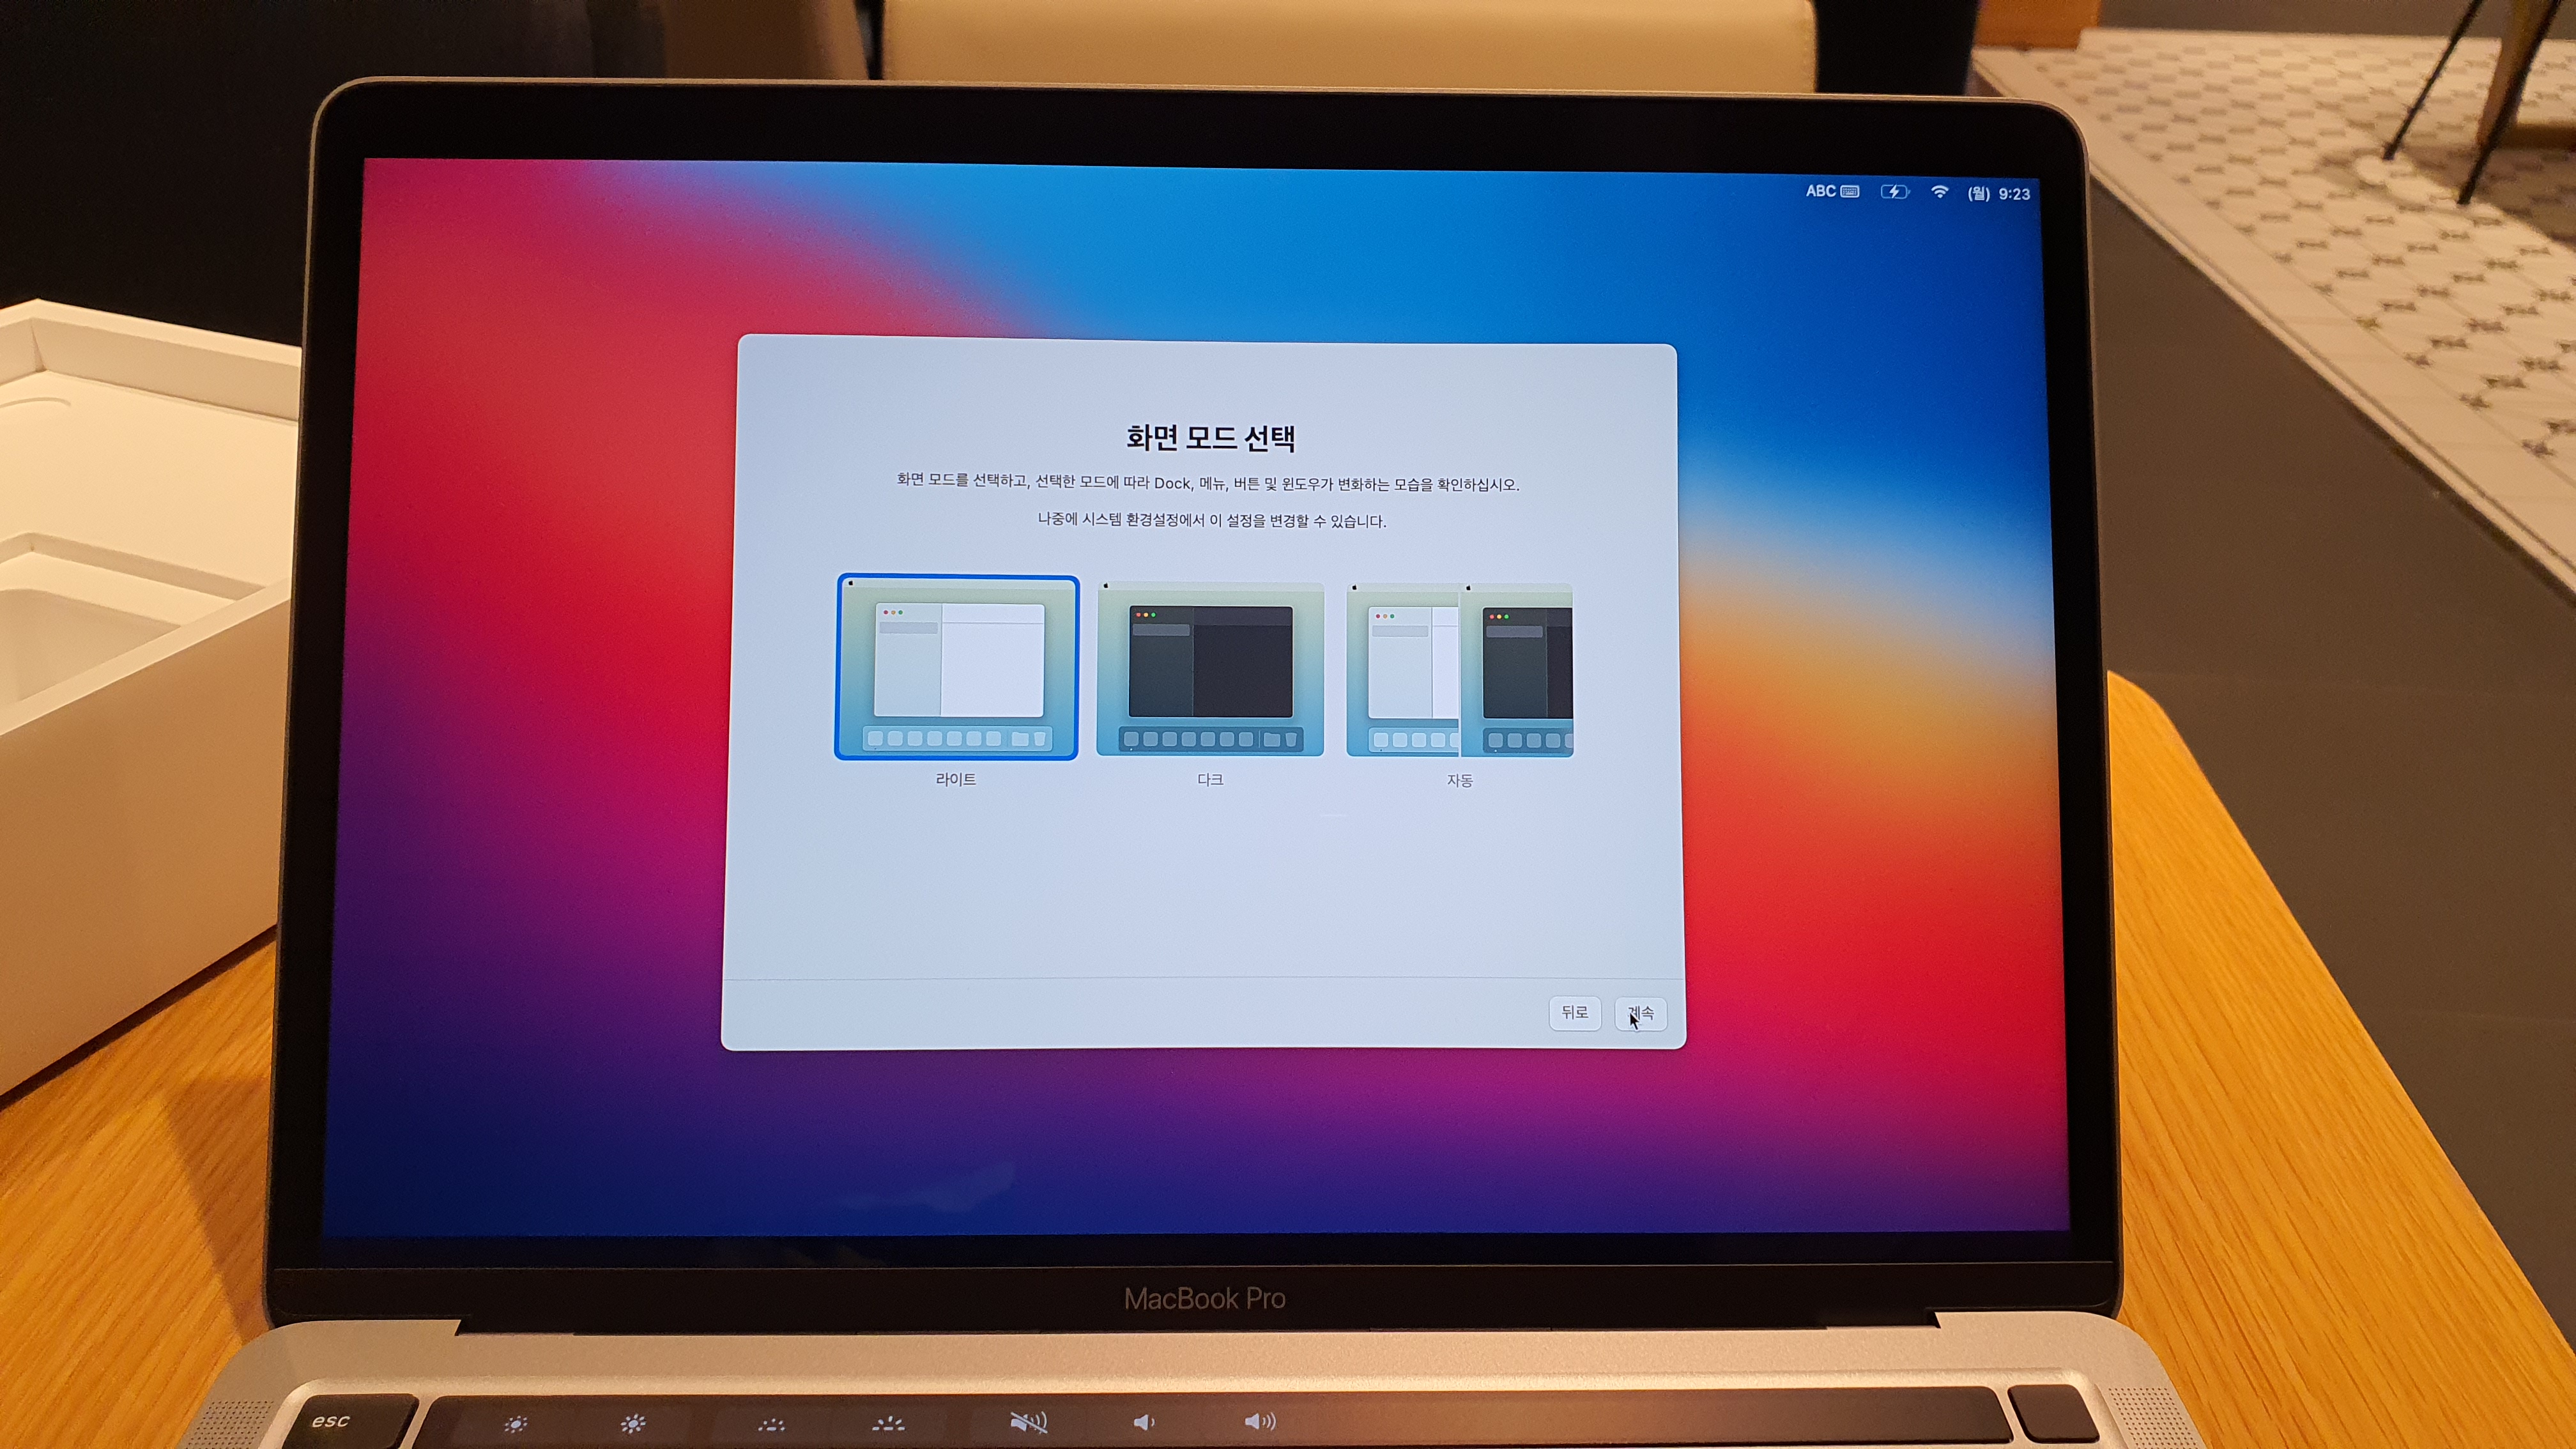 ABC (월) 9:23
화면 모드 선택
화면 모드를 선택하고, 선택한 모드에 따라 Dock, 메뉴, 버튼 및 윈도우가 변화하는 모습을 확인하십시오.
나중에 시스템 환경설정에서 이 설정을 변경할 수 있습니다.
라이트 다크 자동
뒤로 계속
MacBook Pro
esc